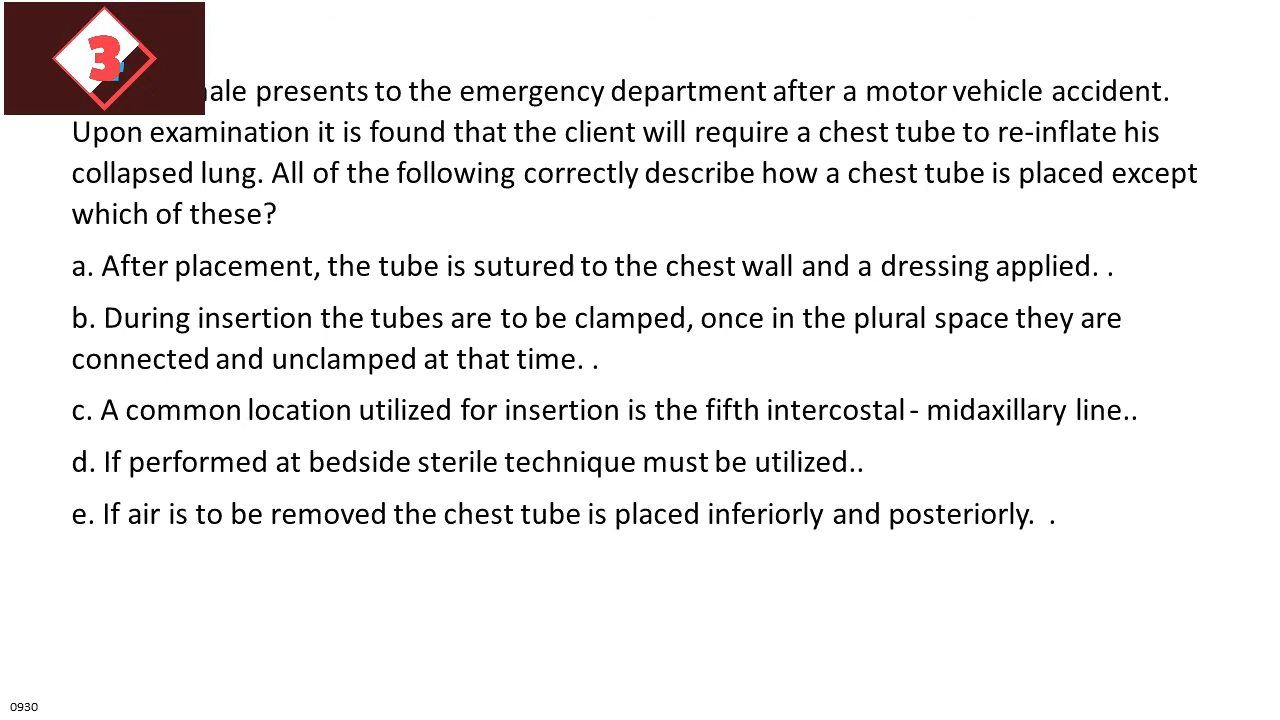 3
presents to the emergency department after a motor vehicle accident.
Upon examination it is found that the client will require a chest tube to re-inflate his
collapsed lung. All of the following correctly describe how a chest tube is placed except
which of these?
a. After placement, the tube is sutured to the chest wall and a dressing applied. .
b. During insertion the tubes are to be clamped, once in the plural space they are
connected and unclamped at that time. .
c. A common location utilized for insertion is the fifth intercostal - midaxillary line..
d. If performed at bedside sterile technique must be utilized..
e. If air is to be removed the chest tube is placed inferiorly and posteriorly.  .
0930